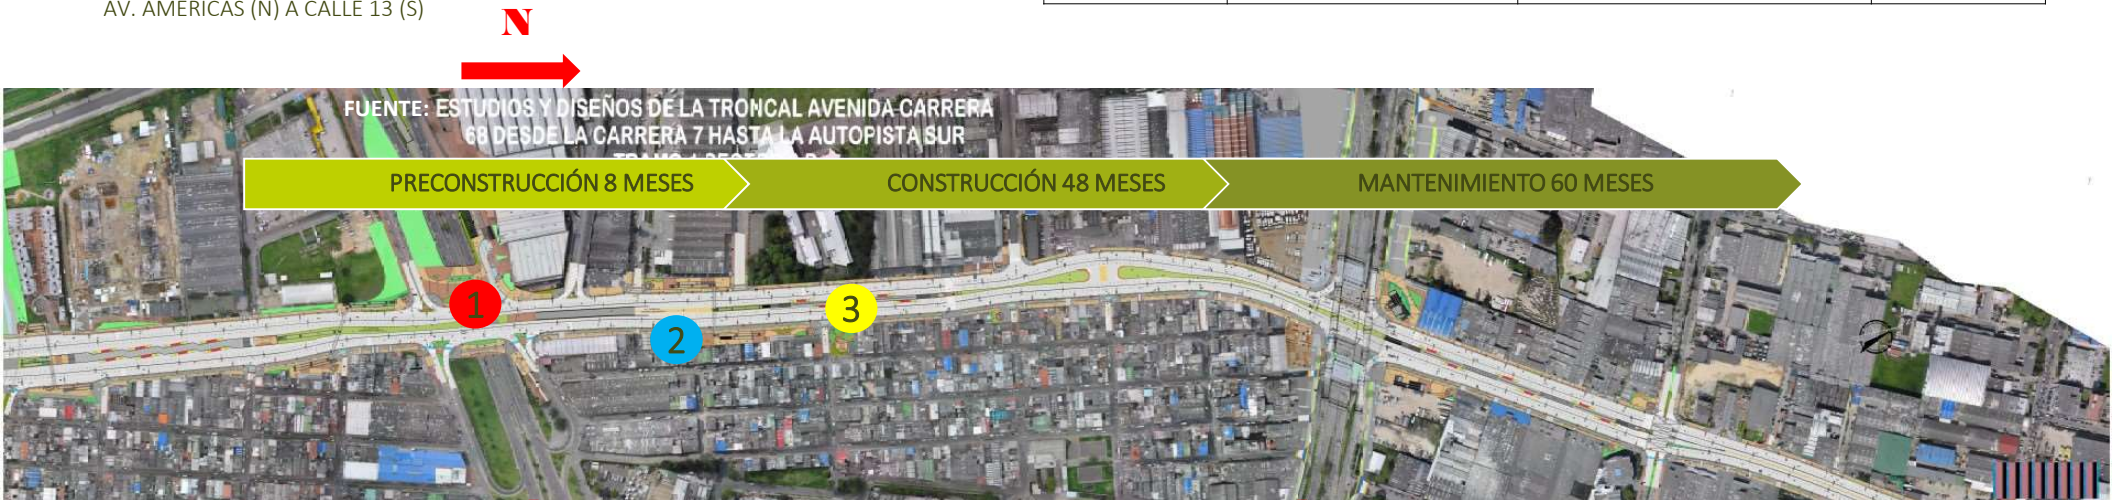 AV. AMERICAS (N) A CALLE 13 (S)
N
FUENTE: ESTUDIOS Y DISEÑOS DE LA TRONCAL AVENIDA CARRERA
68 DESDE LA CARRERA 7 HASTA LA AUTOPISTA SUR
PRECONSTRUCCIÓN 8 MESES
CONSTRUCCIÓN 48 MESES
MANTENIMIENTO 60 MESES
1
2
3